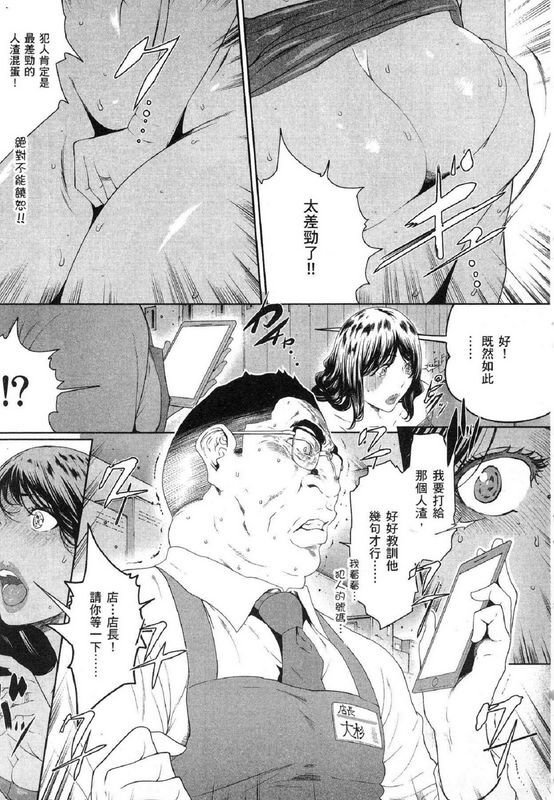 太差勁了!!
犯人肯定是
最差勁的
人渣混蛋!
絕對不能饒恕!!
好!
既然如此
……
ガチャ
!?
我要打給
那個人渣
好好教訓他
幾句才行……
我看看…
犯人的號碼…
店…店長!
請你等一下……
店長
大杉